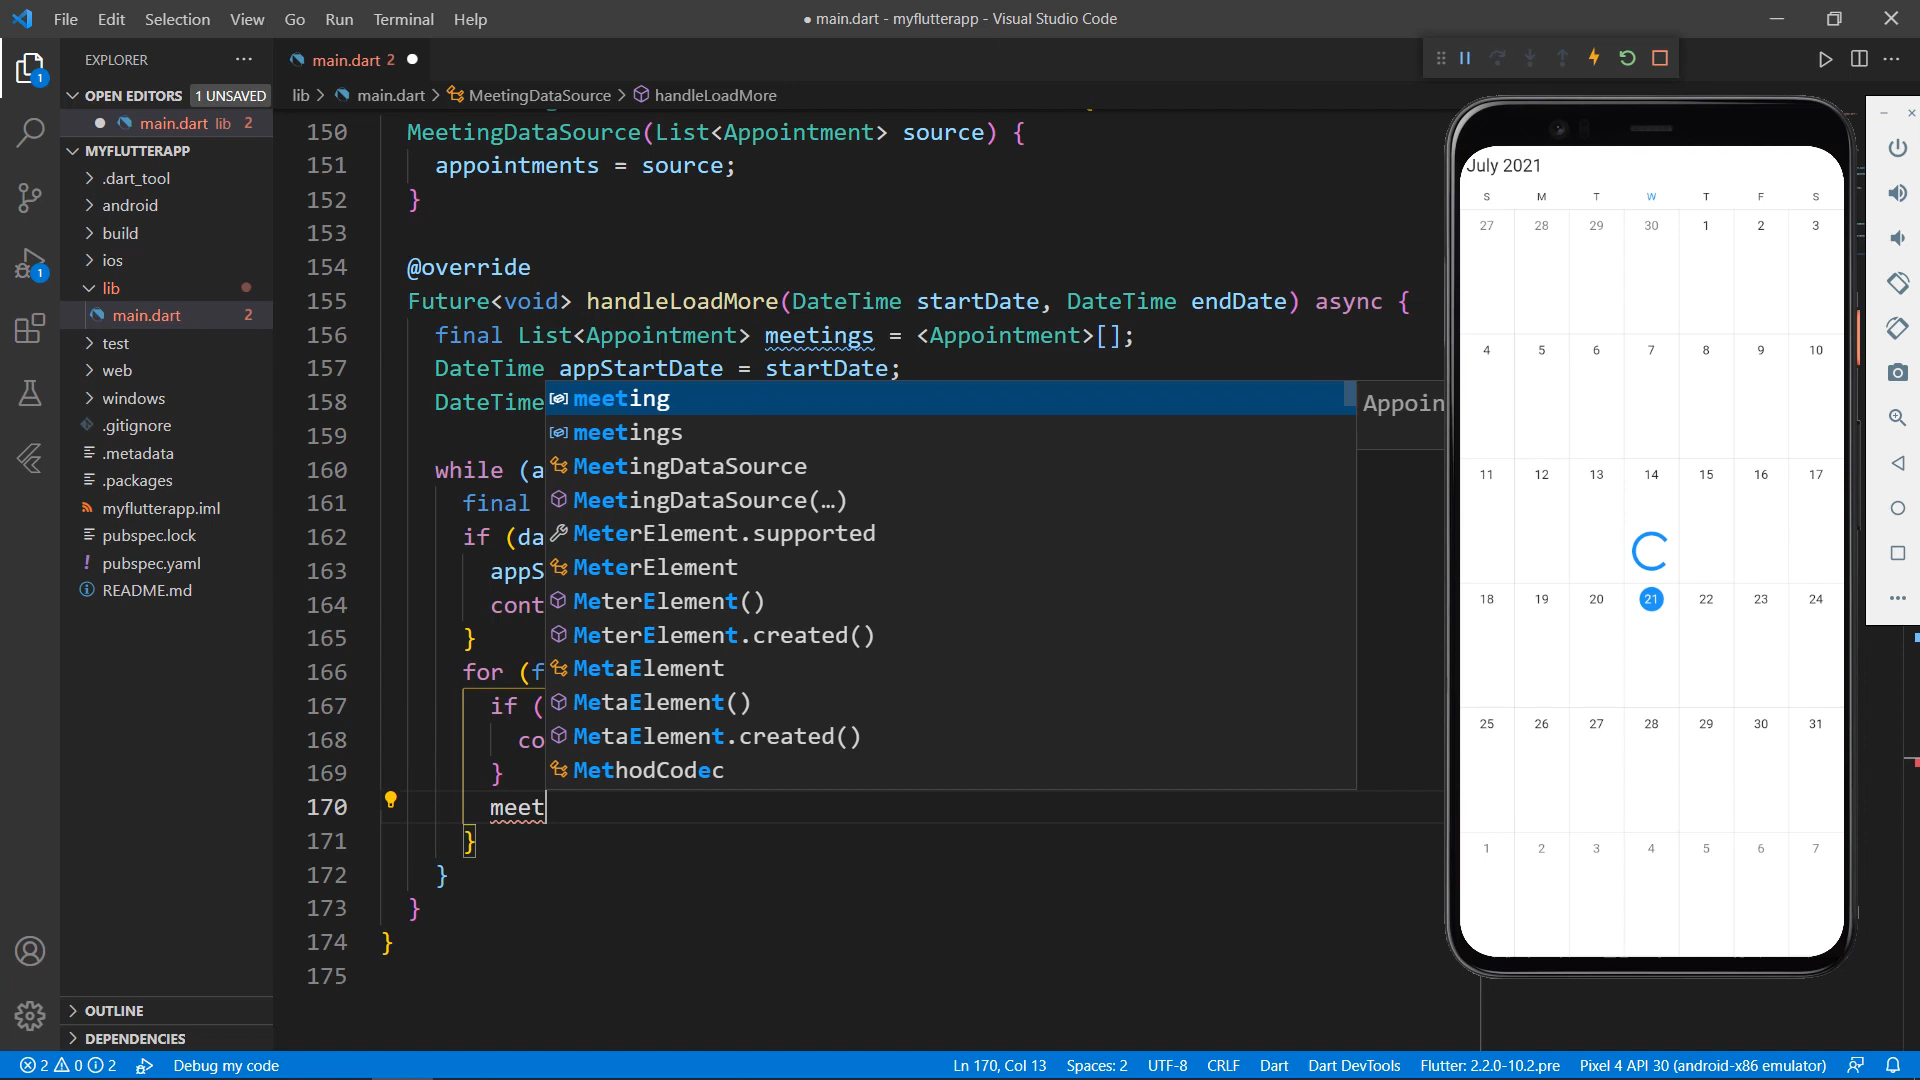 File Edit Selection View Go Run Terminal Help
● main.dart - myflutterapp - Visual Studio Code
EXPLORER
OPEN EDITORS 1 UNSAVED
main.dart lib 2
MYFLUTTERAPP
.dart_tool
android
build
ios
lib
main.dart 2
test
web
windows
.gitignore
.metadata
.packages
myflutterapp.iml
pubspec.lock
pubspec.yaml
README.md
OUTLINE
DEPENDENCIES
1
1
main.dart 2
lib > main.dart > MeetingDataSource > handleLoadMore
150 MeetingDataSource(List<Appointment> source) {
151 appointments = source;
152 }
153
154 @override
155 Future<void> handleLoadMore(DateTime startDate, DateTime endDate) async {
156 final List<Appointment> meetings = <Appointment>[];
157 DateTime appStartDate = startDate;
158 DateTime
159
160 while (a
161 final
162 if (da
163 appS
164 cont
165 }
166 for (f
167 if (
168 co
169 }
170 meet
171 }
172 }
173 }
174 }
175
meeting
meetings
MeetingDataSource
MeetingDataSource(…)
MeterElement.supported
MeterElement
MeterElement()
MeterElement.created()
MetaElement
MetaElement()
MetaElement.created()
MethodCodec
Appoin
July 2021
S M T W T F S
27 28 29 30 1 2 3
4 5 6 7 8 9 10
11 12 13 14 15 16 17
18 19 20 21 22 23 24
25 26 27 28 29 30 31
1 2 3 4 5 6 7
2 0 2 Debug my code
Ln 170, Col 13 Spaces: 2 UTF-8 CRLF Dart Dart DevTools Flutter: 2.2.0-10.2.pre Pixel 4 API 30 (android-x86 emulator)